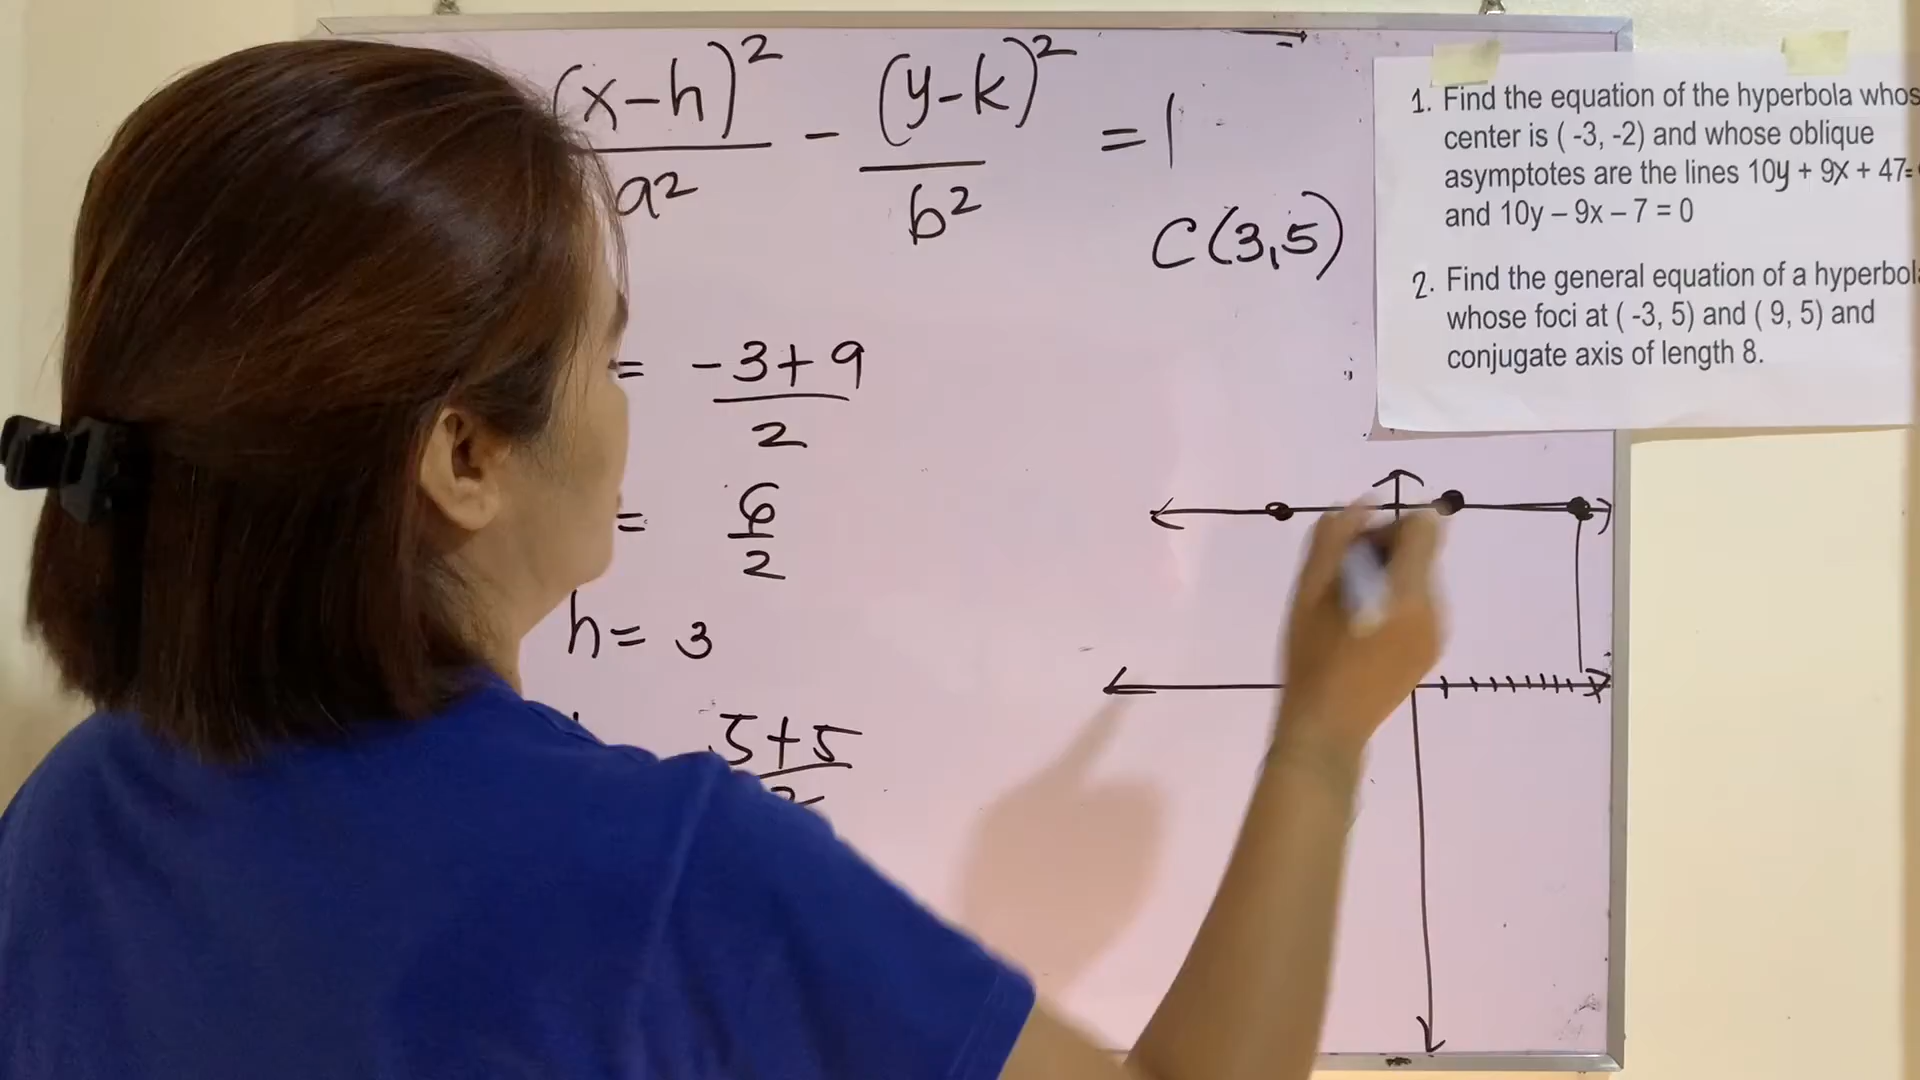 (x-h)² - (y-k)² = 1
a² b²
C(3,5)
= -3+9
2
= 6
2
h = 3
5+5
2
1. Find the equation of the hyperbola whos
center is ( -3, -2) and whose oblique
asymptotes are the lines 10y + 9x + 47=
and 10y – 9x – 7 = 0
2. Find the general equation of a hyperbol
whose foci at ( -3, 5) and ( 9, 5) and
conjugate axis of length 8.